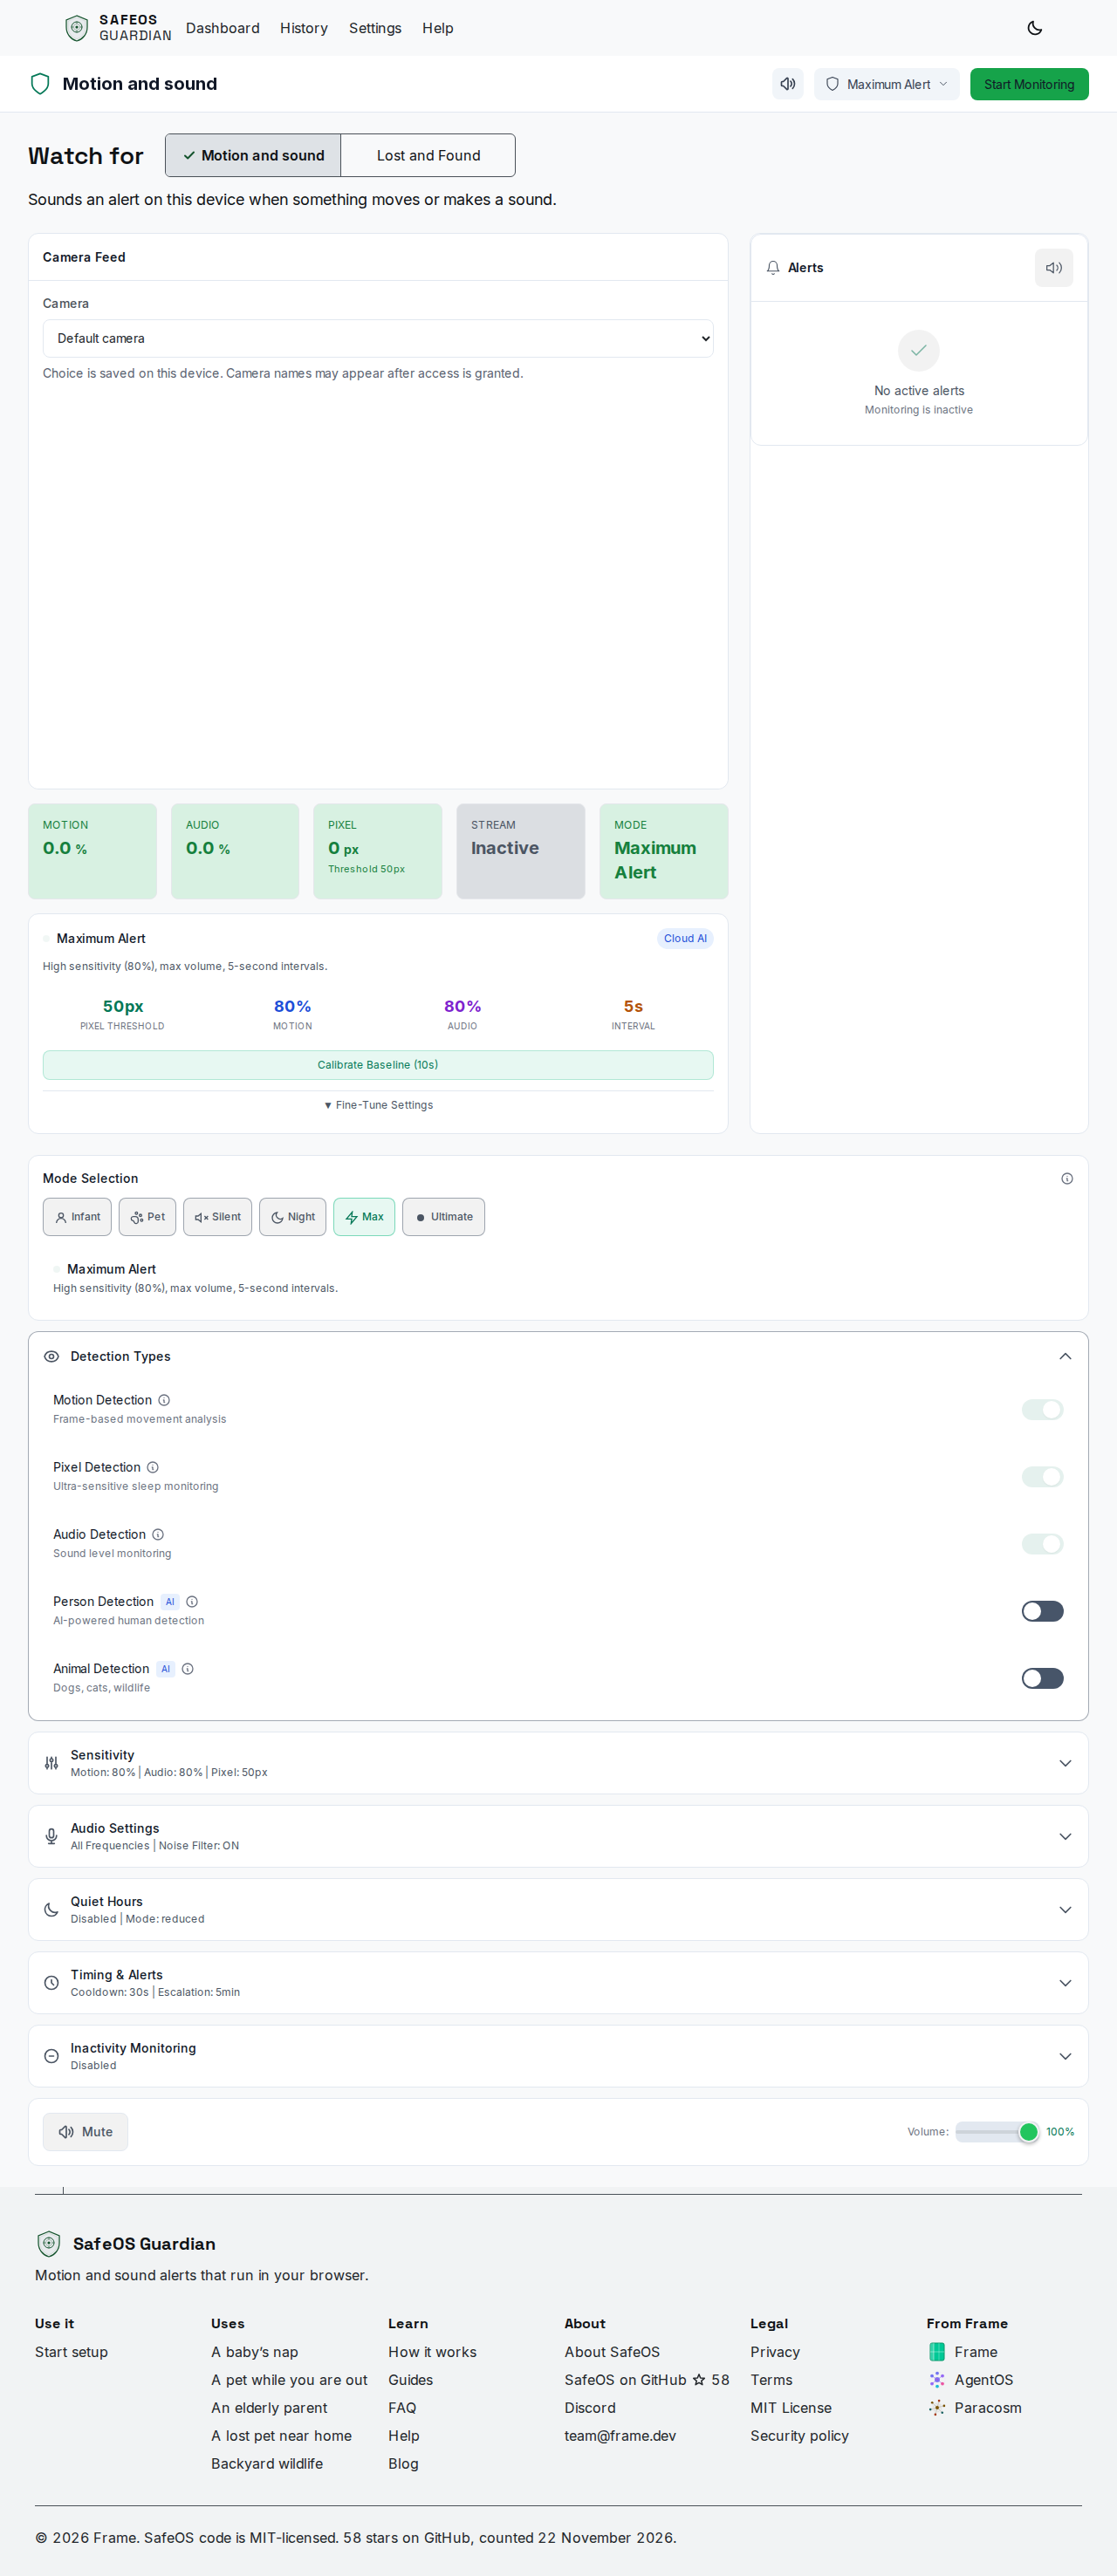 SAFEOS
GUARDIAN
Dashboard
History
Settings
Help
Motion and sound
Maximum Alert
Start Monitoring
Watch for
Motion and sound
Lost and Found
Sounds an alert on this device when something moves or makes a sound.
Camera Feed
Camera
Default camera
Choice is saved on this device. Camera names may appear after access is granted.
Alerts
No active alerts
Monitoring is inactive
MOTION
0.0 %
AUDIO
0.0 %
PIXEL
0 px
Threshold 50px
STREAM
Inactive
MODE
Maximum
Alert
Maximum Alert
Cloud AI
High sensitivity (80%), max volume, 5-second intervals.
50px
PIXEL THRESHOLD
80%
MOTION
80%
AUDIO
5s
INTERVAL
Calibrate Baseline (10s)
▼ Fine-Tune Settings
Mode Selection
Infant
Pet
Silent
Night
Max
Ultimate
Maximum Alert
High sensitivity (80%), max volume, 5-second intervals.
Detection Types
Motion Detection
Frame-based movement analysis
Pixel Detection
Ultra-sensitive sleep monitoring
Audio Detection
Sound level monitoring
Person Detection AI
AI-powered human detection
Animal Detection AI
Dogs, cats, wildlife
Sensitivity
Motion: 80% | Audio: 80% | Pixel: 50px
Audio Settings
All Frequencies | Noise Filter: ON
Quiet Hours
Disabled | Mode: reduced
Timing & Alerts
Cooldown: 30s | Escalation: 5min
Inactivity Monitoring
Disabled
Mute
Volume:
100%
SafeOS Guardian
Motion and sound alerts that run in your browser.
Use it
Start setup
Uses
A baby’s nap
A pet while you are out
An elderly parent
A lost pet near home
Backyard wildlife
Learn
How it works
Guides
FAQ
Help
Blog
About
About SafeOS
SafeOS on GitHub ☆ 58
Discord
team@frame.dev
Legal
Privacy
Terms
MIT License
Security policy
From Frame
Frame
AgentOS
Paracosm
© 2026 Frame. SafeOS code is MIT-licensed. 58 stars on GitHub, counted 22 November 2026.